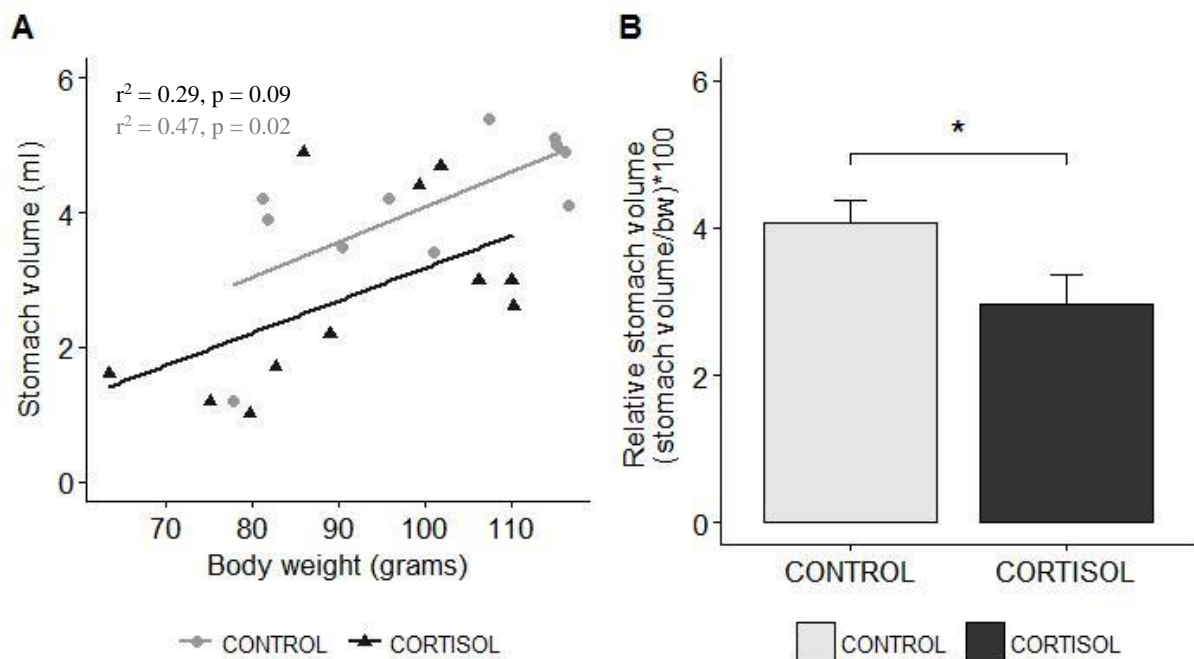 A
r² = 0.29, p = 0.09
r² = 0.47, p = 0.02
Stomach volume (ml)
6
4
2
0
70 80 90 100 110
Body weight (grams)
CONTROL CORTISOL
B
*
Relative stomach volume
(stomach volume/bw)*100
6
4
2
0
CONTROL CORTISOL
CONTROL CORTISOL